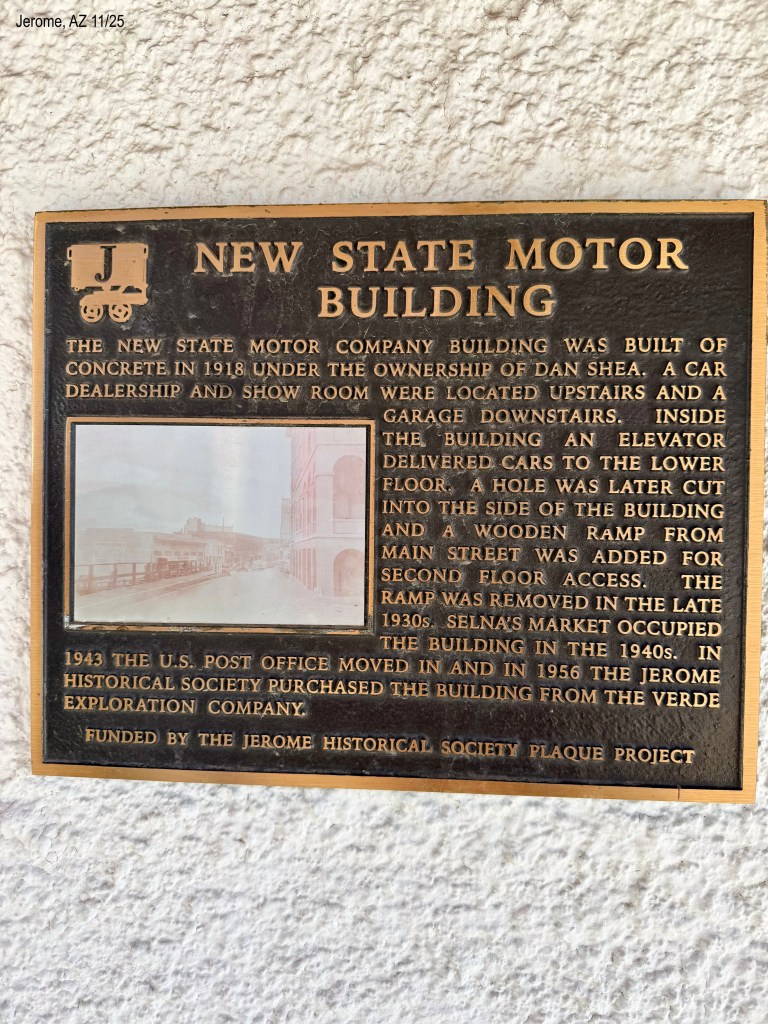 Jerome, AZ 11/25
J
NEW STATE MOTOR
BUILDING
THE NEW STATE MOTOR COMPANY BUILDING WAS BUILT OF
CONCRETE IN 1918 UNDER THE OWNERSHIP OF DAN SHEA. A CAR
DEALERSHIP AND SHOW ROOM WERE LOCATED UPSTAIRS AND A
GARAGE DOWNSTAIRS. INSIDE
THE BUILDING AN ELEVATOR
DELIVERED CARS TO THE LOWER
FLOOR. A HOLE WAS LATER CUT
INTO THE SIDE OF THE BUILDING
AND A WOODEN RAMP FROM
MAIN STREET WAS ADDED FOR
SECOND FLOOR ACCESS. THE
RAMP WAS REMOVED IN THE LATE
1930s. SELNA'S MARKET OCCUPIED
THE BUILDING IN THE 1940s. IN
1943 THE U.S. POST OFFICE MOVED IN AND IN 1956 THE JEROME
HISTORICAL SOCIETY PURCHASED THE BUILDING FROM THE VERDE
EXPLORATION COMPANY.
FUNDED BY THE JEROME HISTORICAL SOCIETY PLAQUE PROJECT